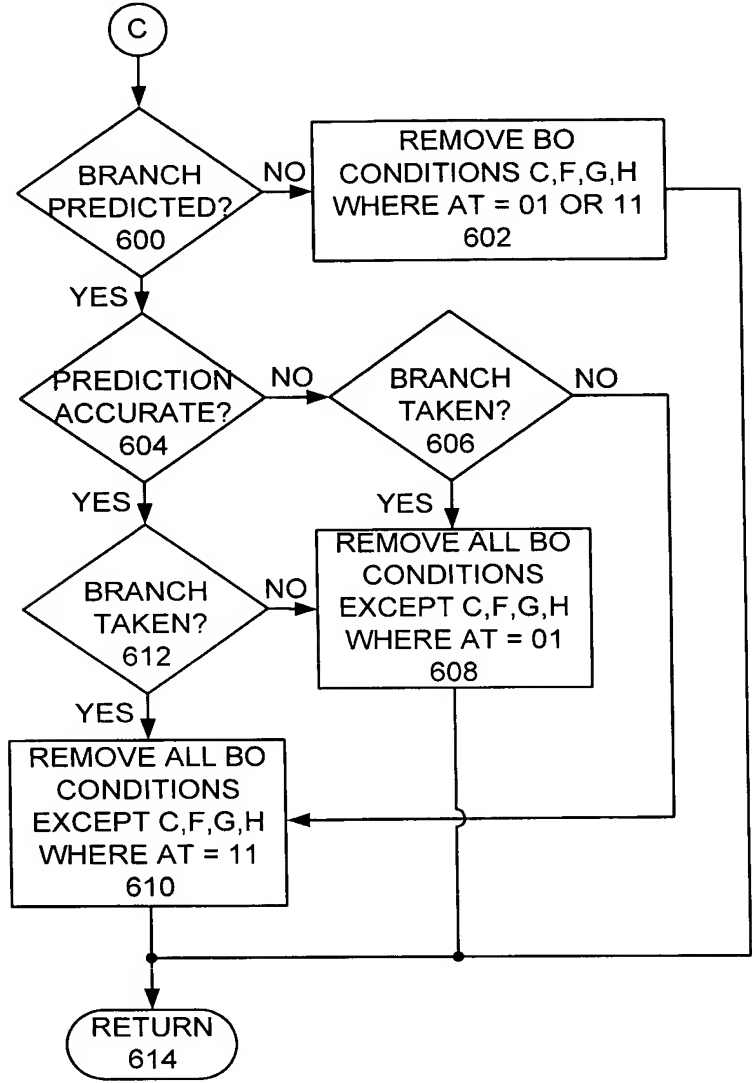 C
BRANCH
PREDICTED?
600
NO
REMOVE BO
CONDITIONS C,F,G,H
WHERE AT = 01 OR 11
602
YES
PREDICTION
ACCURATE?
604
NO
BRANCH
TAKEN?
606
NO
YES
YES
BRANCH
TAKEN?
612
NO
REMOVE ALL BO
CONDITIONS
EXCEPT C,F,G,H
WHERE AT = 01
608
YES
REMOVE ALL BO
CONDITIONS
EXCEPT C,F,G,H
WHERE AT = 11
610
RETURN
614